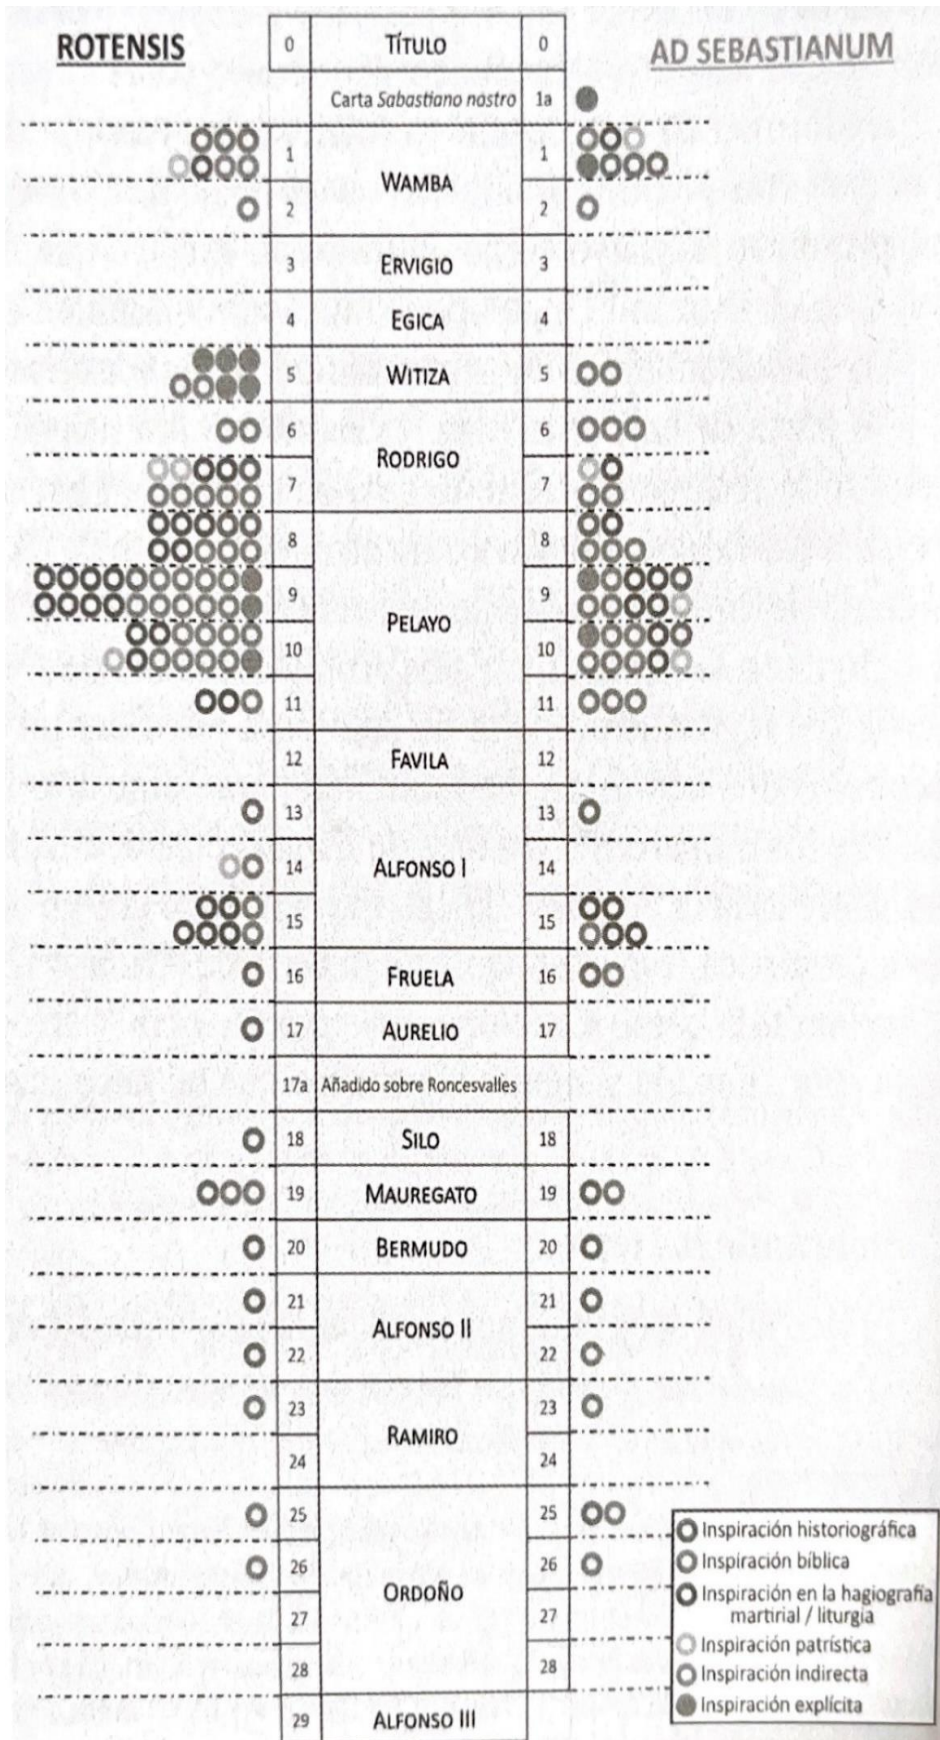 ROTENSIS 0 TÍTULO 0 AD SEBASTIANUM
Carta Sabastiano nostro 1a
1 1
WAMBA
2 2
3 ERVIGIO 3
4 EGICA 4
5 WITIZA 5
6 6
RODRIGO
7 7
8 8
9 9
PELAYO
10 10
11 11
12 FAVILA 12
13 13
14 ALFONSO I 14
15 15
16 FRUELA 16
17 AURELIO 17
17a Añadido sobre Roncesvalles
18 SILO 18
19 MAUREGATO 19
20 BERMUDO 20
21 21
ALFONSO II
22 22
23 23
RAMIRO
24 24
25 25
26 26
ORDOÑO
27 27
28 28
29 ALFONSO III
Inspiración historiográfica
Inspiración bíblica
Inspiración en la hagiografía
martirial / liturgia
Inspiración patrística
Inspiración indirecta
Inspiración explícita